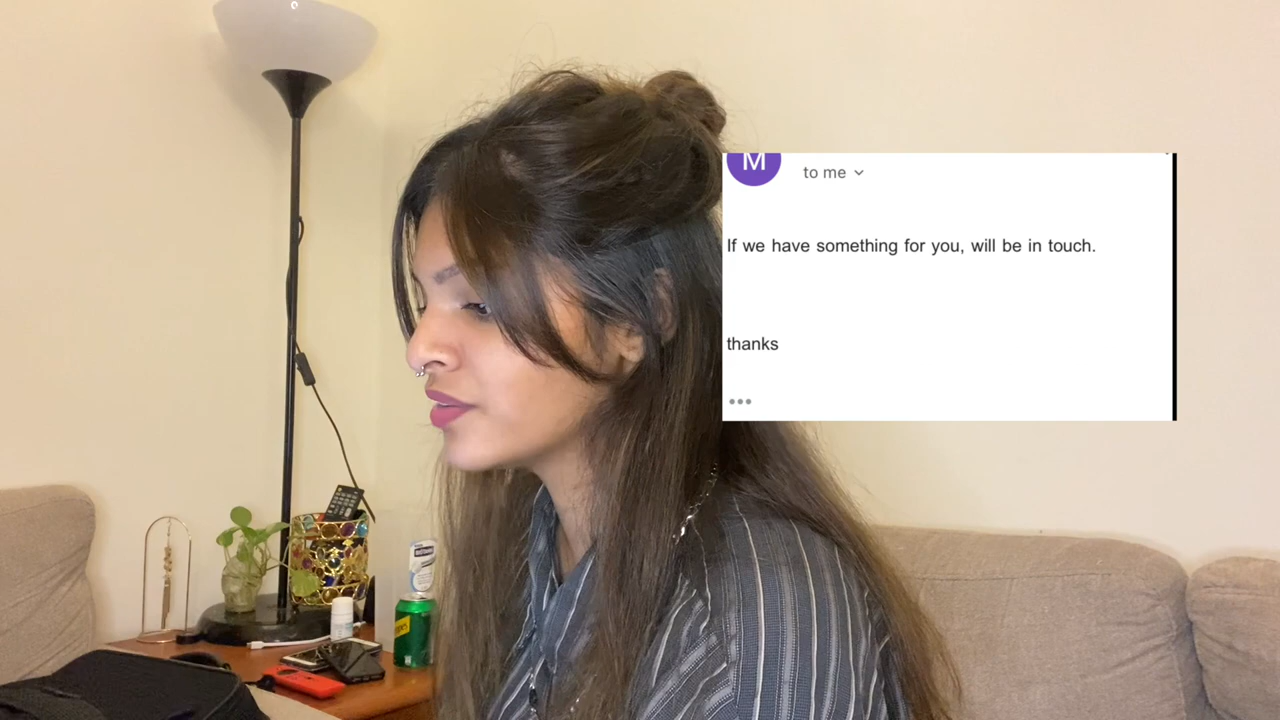 M
to me
If we have something for you, will be in touch.
thanks